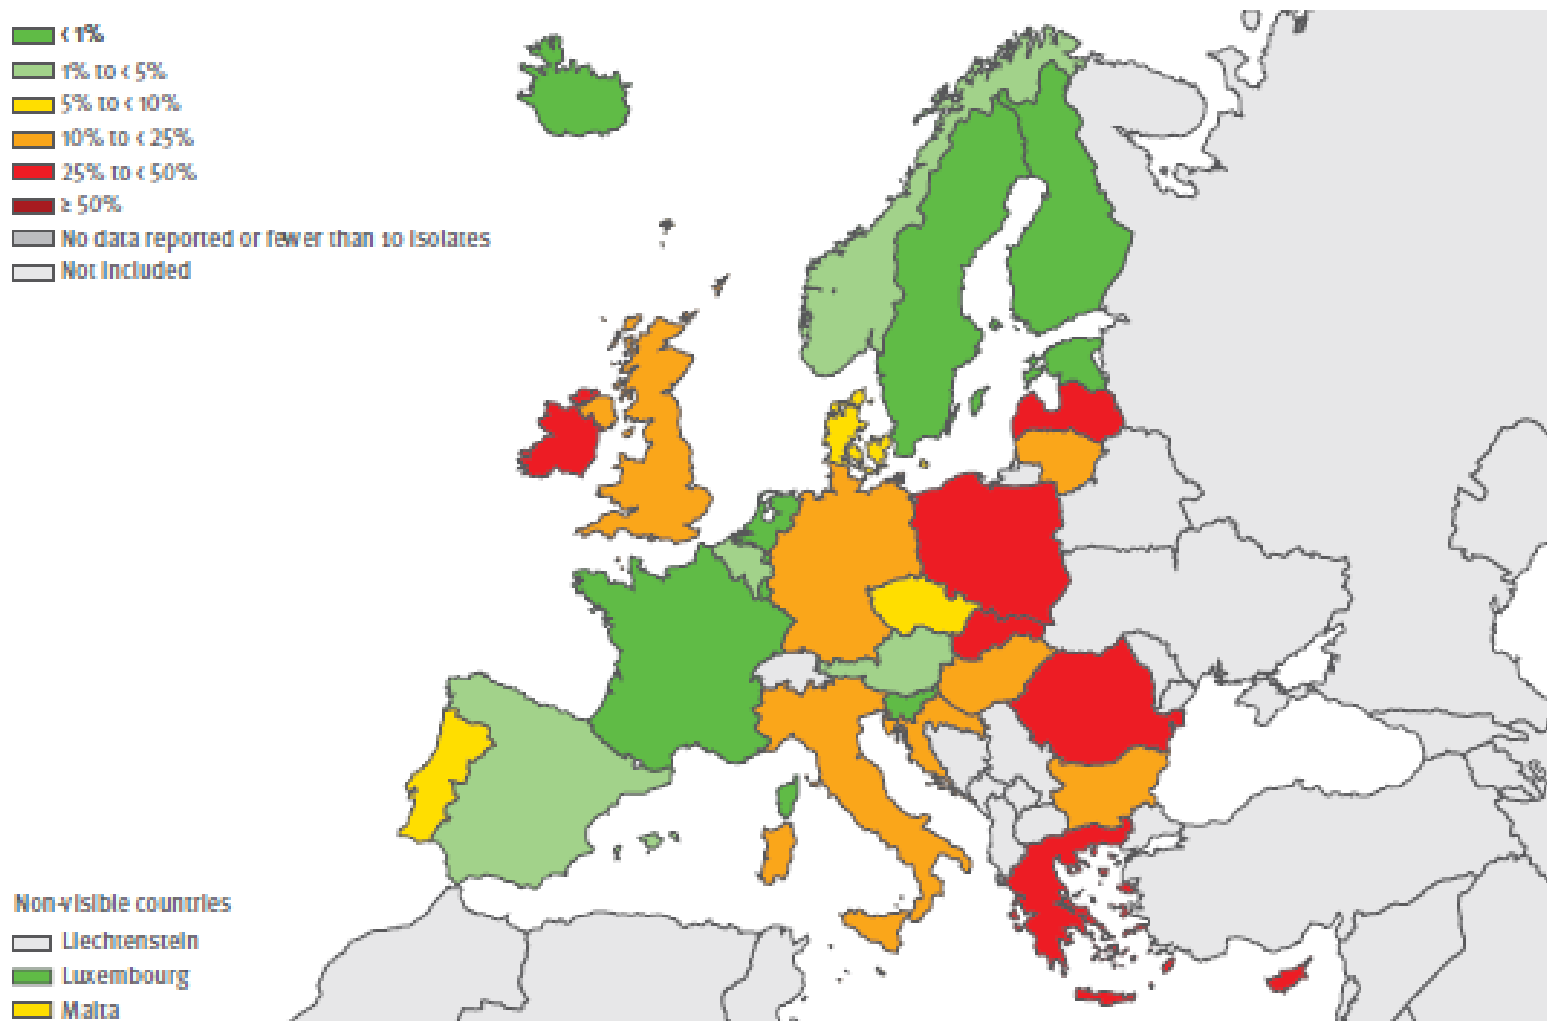 < 1%
1% to < 5%
5% to < 10%
10% to < 25%
25% to < 50%
≥ 50%
No data reported or fewer than 10 isolates
Not included
Non-visible countries
Liechtenstein
Luxembourg
Malta